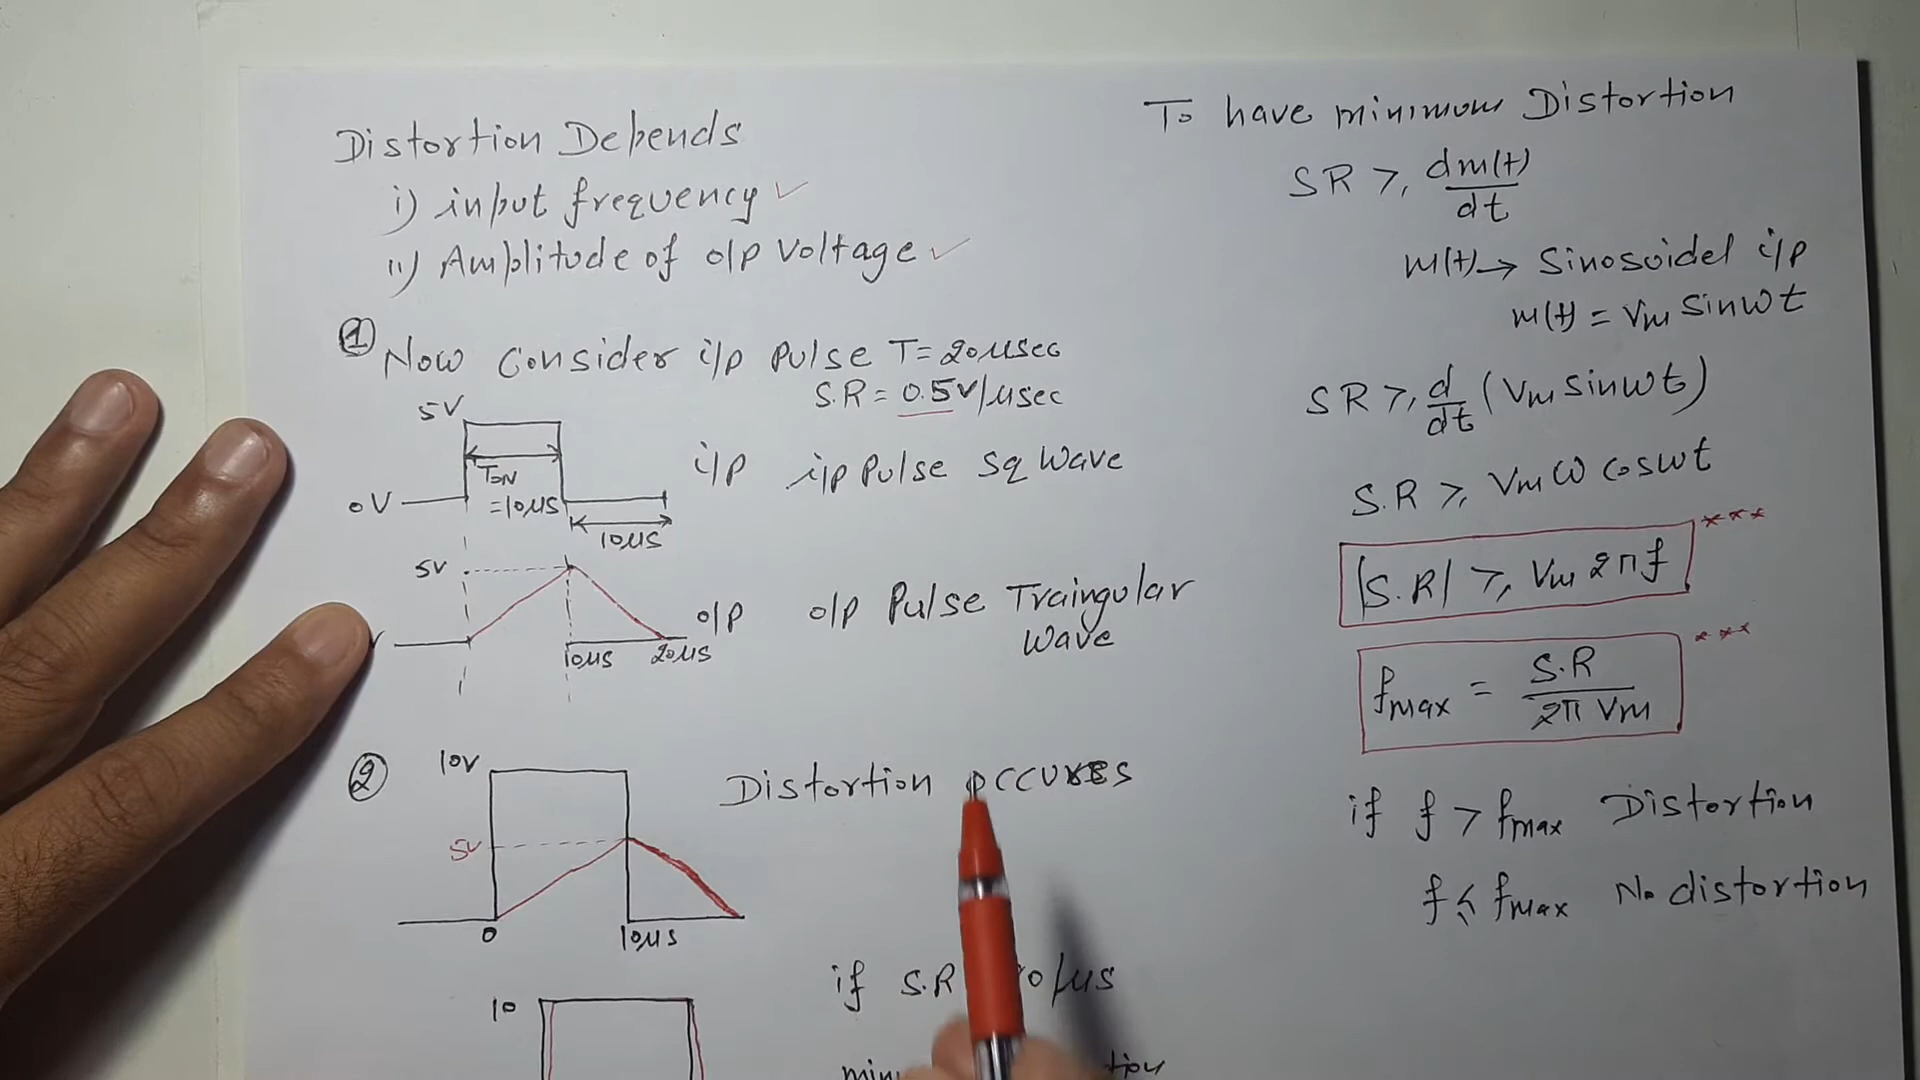 Distortion Depends
i) input frequency ✓
ii) Amplitude of o/p Voltage ✓
① Now Consider i/p pulse T=20μsec
S.R = 0.5V/μsec
5V
TON
=10μs
0V
10μs
i/p i/p Pulse Sq Wave
5V
10μs 20μs
o/p o/p Pulse Traingular
Wave
②
10V
5V
0 10μs
Distortion occures
if S.R
0/μs
10
To have minimum Distortion
SR ≥ dm(t)/dt
m(t) → Sinosoidel i/p
m(t) = Vm Sinωt
SR ≥ d/dt (Vm Sinωt)
S.R ≥ Vm ω cosωt
|S.R| ≥ Vm 2πf ***
fmax = S.R / 2π Vm ***
if f > fmax Distortion
f ≤ fmax No distortion